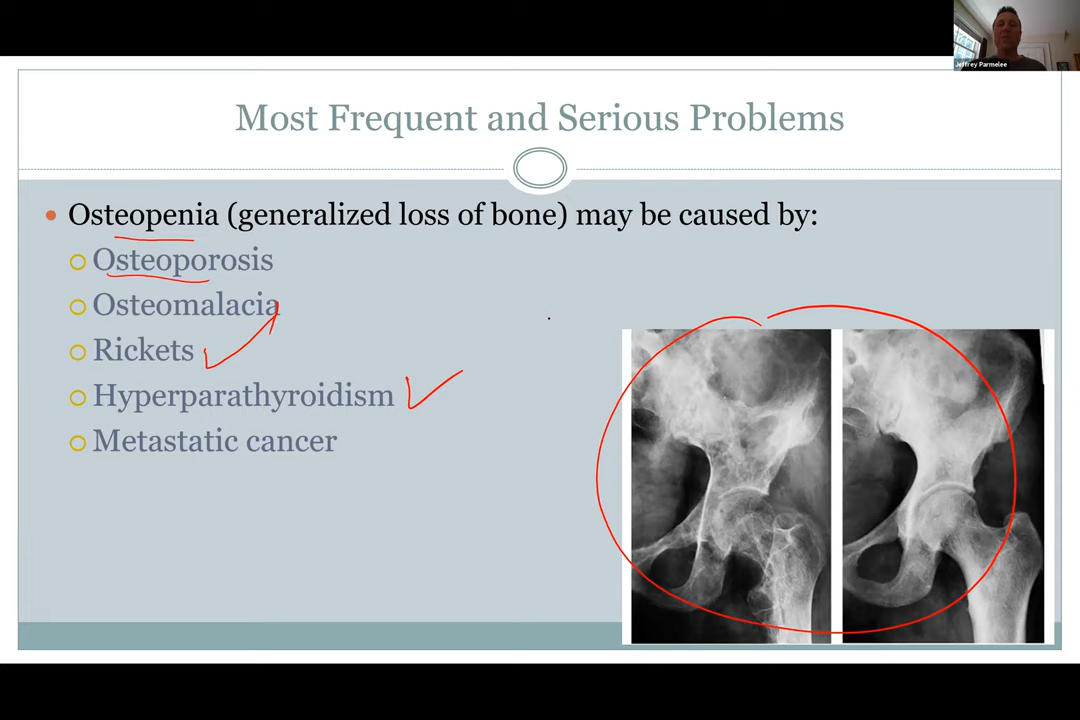 Jeffrey Parmelee
Most Frequent and Serious Problems
Osteopenia (generalized loss of bone) may be caused by:
Osteoporosis
Osteomalacia
Rickets
Hyperparathyroidism
Metastatic cancer